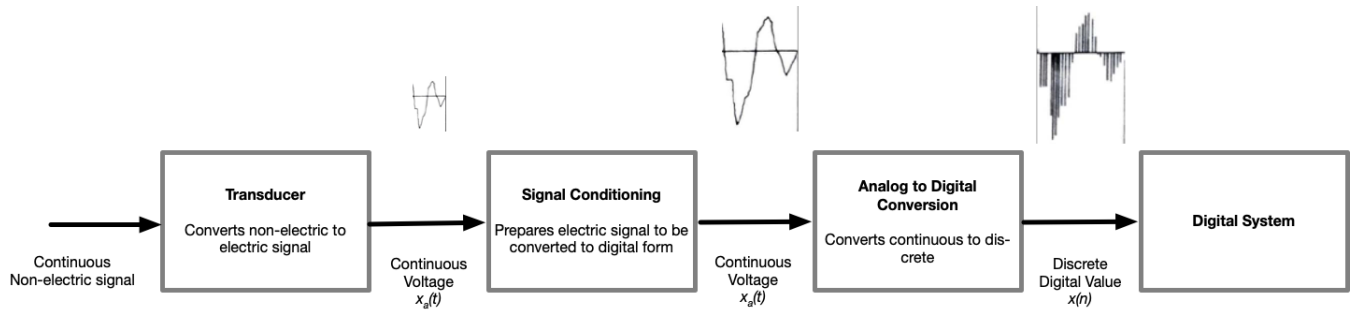 Transducer
Converts non-electric to
electric signal
Signal Conditioning
Prepares electric signal to be
converted to digital form
Analog to Digital
Conversion
Converts continuous to dis-
crete
Digital System
Continuous
Non-electric signal
Continuous
Voltage
xa(t)
Continuous
Voltage
xa(t)
Discrete
Digital Value
x(n)